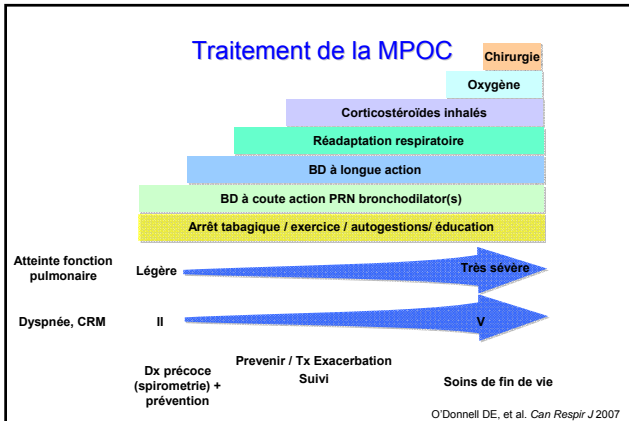 Traitement de la MPOC
Chirurgie
Oxygène
Corticostéroïdes inhalés
Réadaptation respiratoire
BD à longue action
BD à coute action PRN bronchodilator(s)
Arrêt tabagique / exercice / autogestions/ éducation
Atteinte fonction
pulmonaire
Légère
Très sévère
Dyspnée, CRM
II
V
Dx précoce
(spirometrie) +
prévention
Prevenir / Tx Exacerbation
Suivi
Soins de fin de vie
O'Donnell DE, et al. Can Respir J 2007